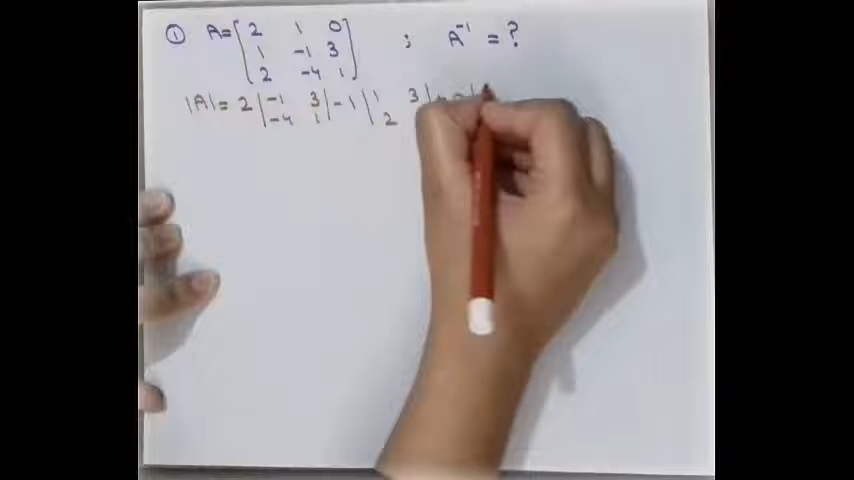 ① A= [ 2 1 0 ; A⁻¹ = ?
1 -1 3
2 -4 1 ]
|A| = 2 | -1 3 | -1 | 1 3 | + 0 |
-4 1 2